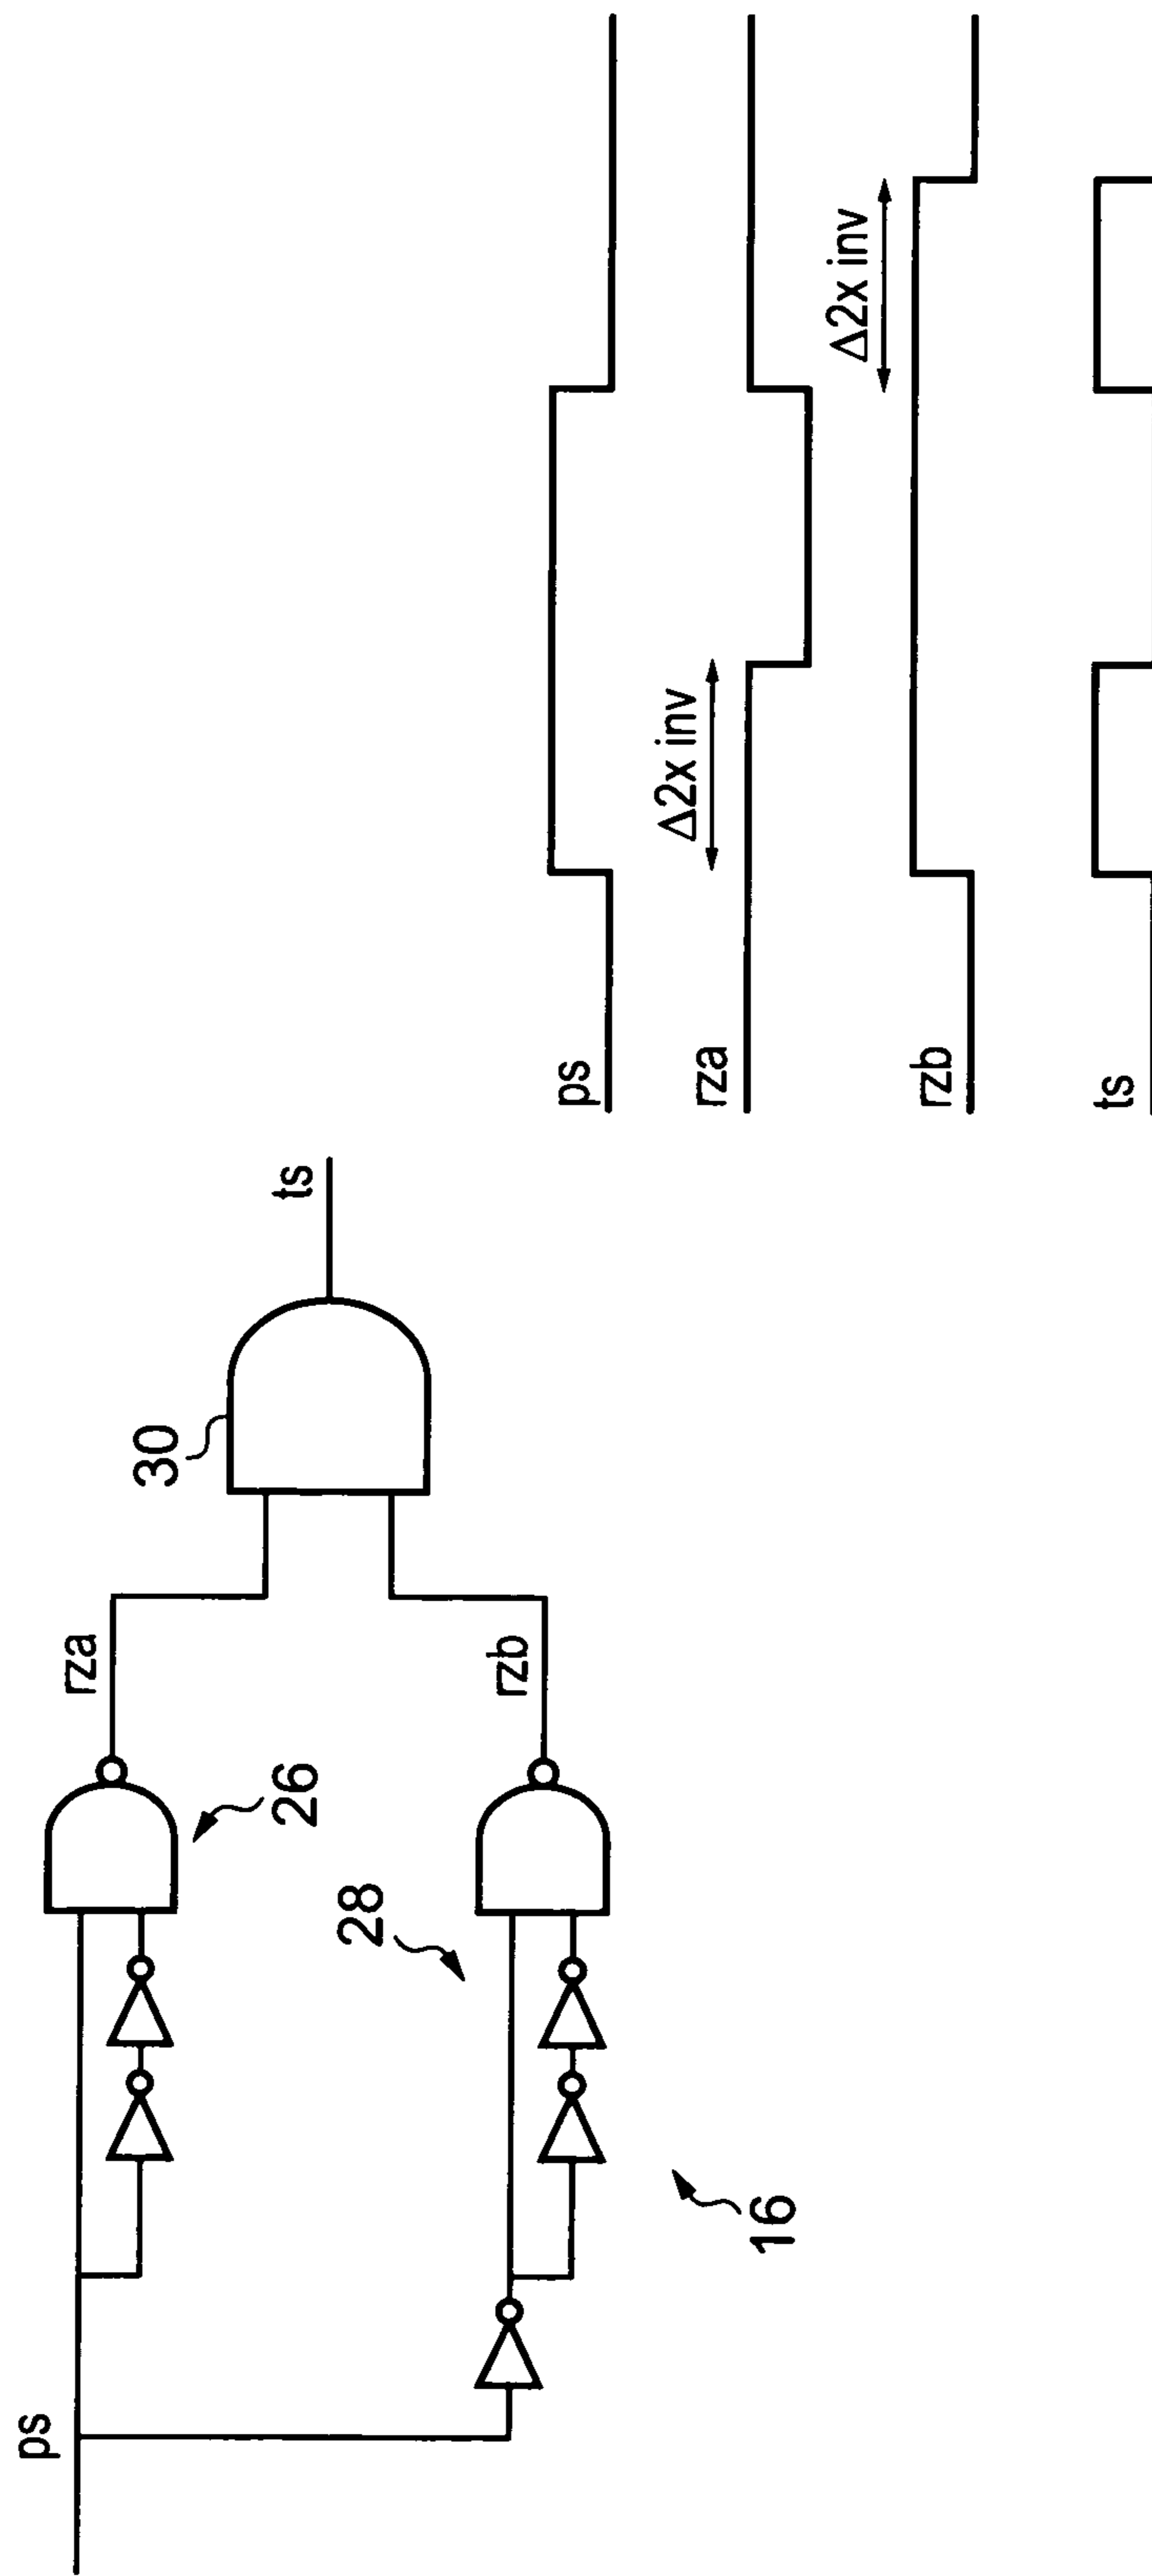 ps
rza
26
28
rzb
30
ts
16
ps
rza
Δ2x inv
rzb
Δ2x inv
ts